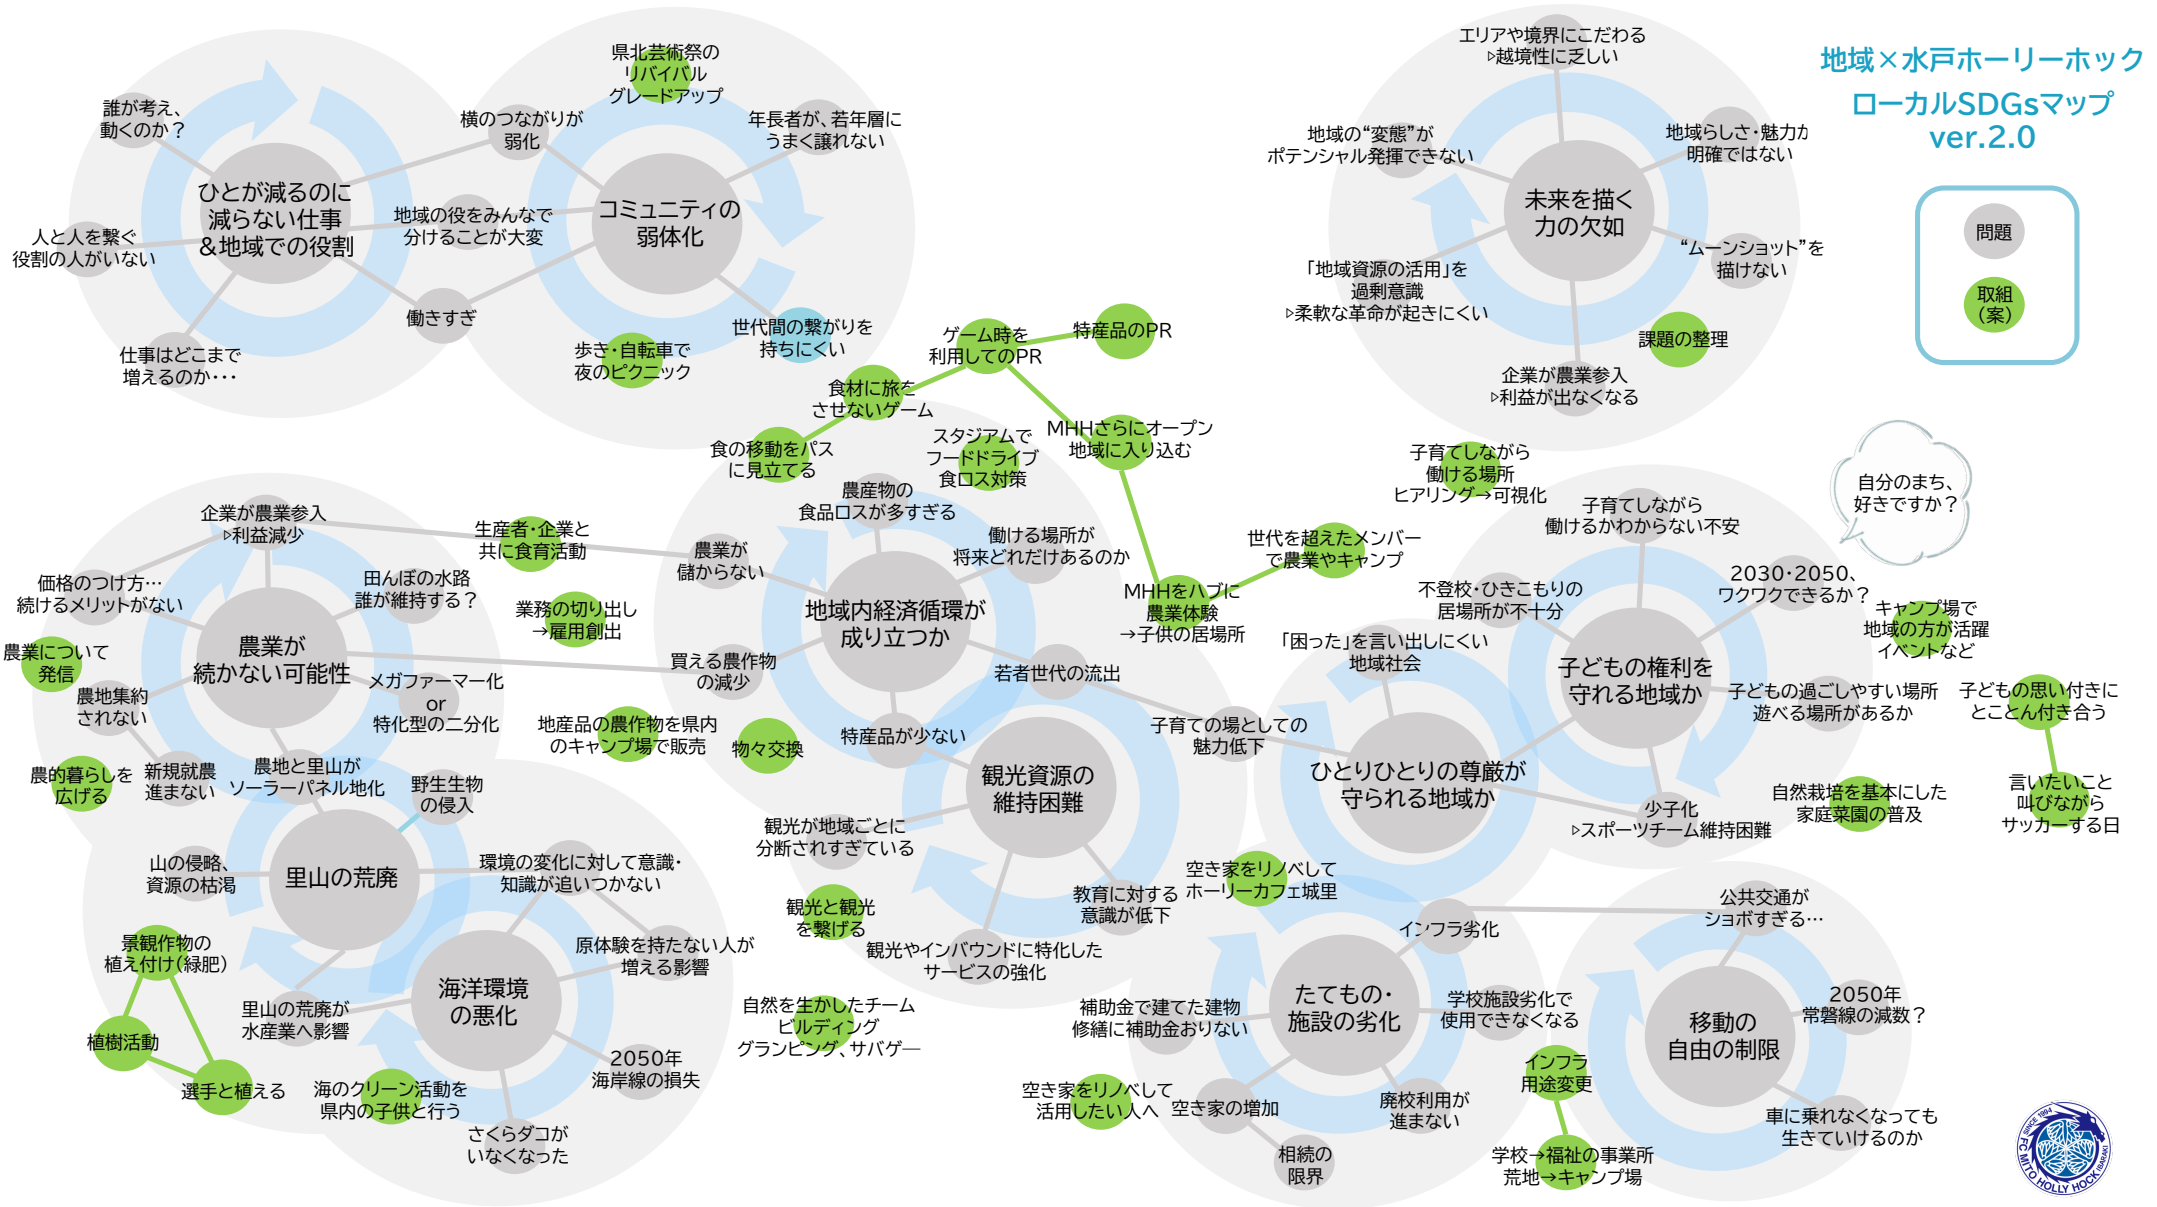 地域×水戸ホーリーホック
ローカルSDGsマップ
ver.2.0
問題
取組
(案)
自分のまち、
好きですか？
誰が考え、
動くのか？
ひとが減るのに
減らない仕事
＆地域での役割
人と人を繋ぐ
役割の人がいない
仕事はどこまで
増えるのか・・・
働きすぎ
横のつながりが
弱化
地域の役をみんなで
分けることが大変
県北芸術祭の
リバイバル
グレードアップ
年長者が、若年層に
うまく譲れない
コミュニティの
弱体化
世代間の繋がりを
持ちにくい
歩き・自転車で
夜のピクニック
エリアや境界にこだわる
▷越境性に乏しい
地域の“変態”が
ポテンシャル発揮できない
地域らしさ・魅力が
明確ではない
未来を描く
力の欠如
“ムーンショット”を
描けない
「地域資源の活用」を
過剰意識
▷柔軟な革命が起きにくい
課題の整理
企業が農業参入
▷利益が出なくなる
ゲーム時を
利用してのPR
特産品のPR
食材に旅を
させないゲーム
食の移動をパス
に見立てる
スタジアムで
フードドライブ
食ロス対策
MHHさらにオープン
地域に入り込む
世代を超えたメンバー
で農業やキャンプ
MHHをハブに
農業体験
→子供の居場所
企業が農業参入
▷利益減少
生産者・企業と
共に食育活動
価格のつけ方…
続けるメリットがない
田んぼの水路
誰が維持する？
業務の切り出し
→雇用創出
農業について
発信
農業が
続かない可能性
農地集約
されない
メガファーマー化
or
特化型の二分化
農的暮らしを
広げる
新規就農
進まない
農地と里山が
ソーラーパネル地化
野生生物
の侵入
地産品の農作物を県内
のキャンプ場で販売
物々交換
農産物の
食品ロスが多すぎる
農業が
儲からない
働ける場所が
将来どれだけあるのか
地域内経済循環が
成り立つか
買える農作物
の減少
若者世代の流出
特産品が少ない
観光資源の
維持困難
観光が地域ごとに
分断されすぎている
観光と観光
を繋げる
教育に対する
意識が低下
観光やインバウンドに特化した
サービスの強化
自然を生かしたチーム
ビルディング
グランピング、サバゲ―
子育てしながら
働ける場所
ヒアリング→可視化
子育てしながら
働けるかわからない不安
不登校・ひきこもりの
居場所が不十分
2030・2050、
ワクワクできるか？
キャンプ場で
地域の方が活躍
イベントなど
「困った」を言い出しにくい
地域社会
子どもの権利を
守れる地域か
子どもの過ごしやすい場所
遊べる場所があるか
子どもの思い付きに
とことん付き合う
子育ての場としての
魅力低下
ひとりひとりの尊厳が
守られる地域か
少子化
▷スポーツチーム維持困難
自然栽培を基本にした
家庭菜園の普及
言いたいこと
叫びながら
サッカーする日
里山の荒廃
山の侵略、
資源の枯渇
環境の変化に対して意識・
知識が追いつかない
景観作物の
植え付け（緑肥）
植樹活動
選手と植える
里山の荒廃が
水産業へ影響
海洋環境
の悪化
原体験を持たない人が
増える影響
2050年
海岸線の損失
海のクリーン活動を
県内の子供と行う
さくらダコが
いなくなった
空き家をリノベして
ホーリーカフェ城里
インフラ劣化
たてもの・
施設の劣化
補助金で建てた建物
修繕に補助金おりない
学校施設劣化で
使用できなくなる
空き家をリノベして
活用したい人へ
空き家の増加
廃校利用が
進まない
相続の
限界
インフラ
用途変更
学校→福祉の事業所
荒地→キャンプ場
公共交通が
ショボすぎる…
移動の
自由の制限
2050年
常磐線の減数？
車に乗れなくなっても
生きていけるのか
SINCE 1994
FC MITO HOLLY HOCK IBARAKI